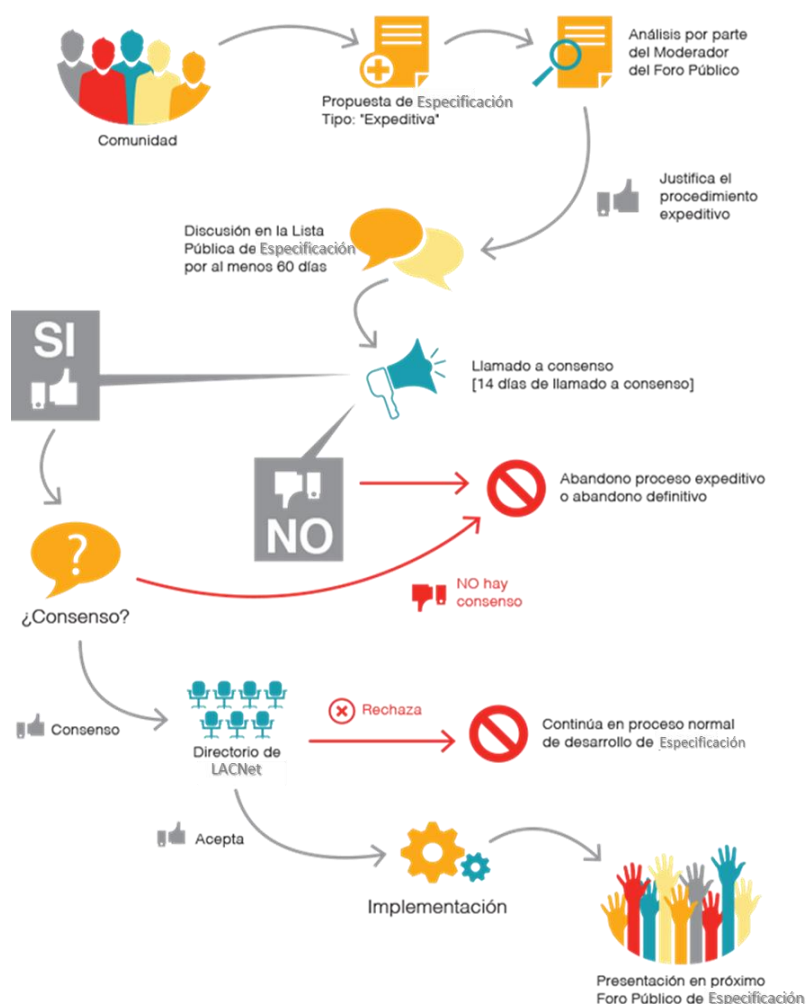 Comunidad
Propuesta de Especificación
Tipo: "Expeditiva"
Análisis por parte
del Moderador
del Foro Público
Justifica el
procedimiento
expeditivo
Discusión en la Lista
Pública de Especificación
por al menos 60 días
SI
Llamado a consenso
[14 días de llamado a consenso]
NO
Abandono proceso expeditivo
o abandono definitivo
?
¿Consenso?
NO hay
consenso
Consenso
Directorio de
LACNet
Rechaza
Continúa en proceso normal
de desarrollo de Especificación
Acepta
Implementación
Presentación en próximo
Foro Público de Especificación